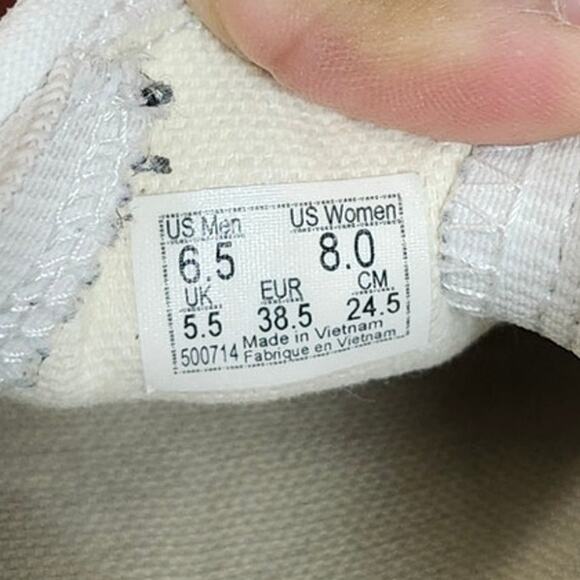 US Men US Women
6.5 8.0
UK EUR CM
5.5 38.5 24.5
500714 Made in Vietnam
Fabrique en Vietnam